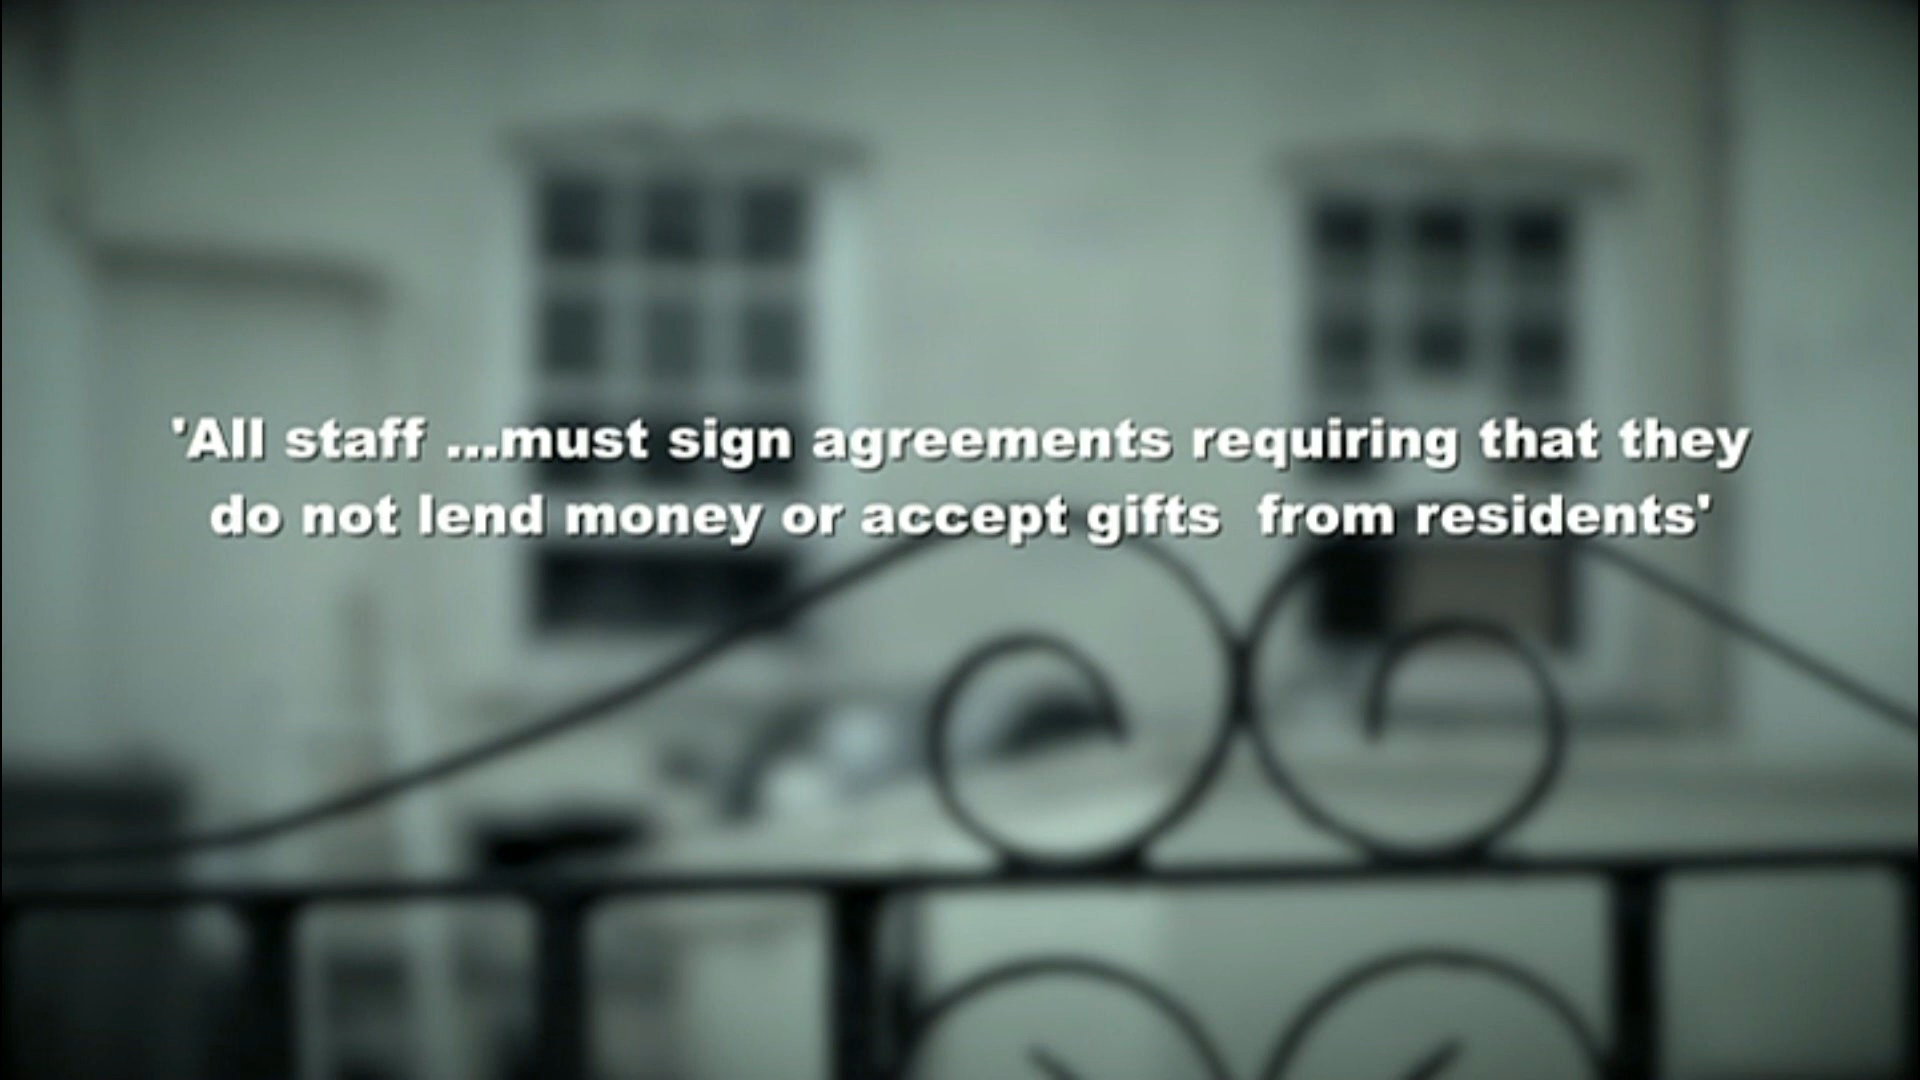 'All staff ...must sign agreements requiring that they
do not lend money or accept gifts  from residents'